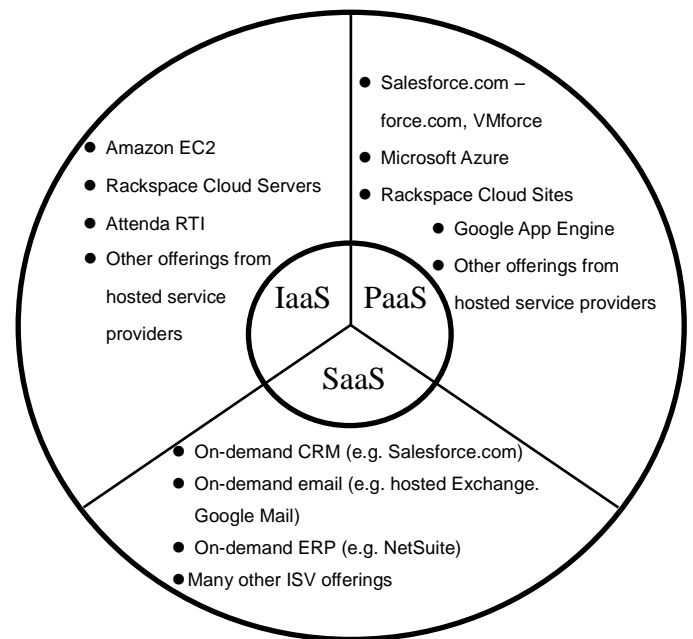 ● Amazon EC2
● Rackspace Cloud Servers
● Attenda RTI
● Other offerings from
hosted service
providers
● Salesforce.com –
force.com, VMforce
● Microsoft Azure
● Rackspace Cloud Sites
● Google App Engine
● Other offerings from
hosted service providers
IaaS
PaaS
SaaS
● On-demand CRM (e.g. Salesforce.com)
● On-demand email (e.g. hosted Exchange.
Google Mail)
● On-demand ERP (e.g. NetSuite)
● Many other ISV offerings